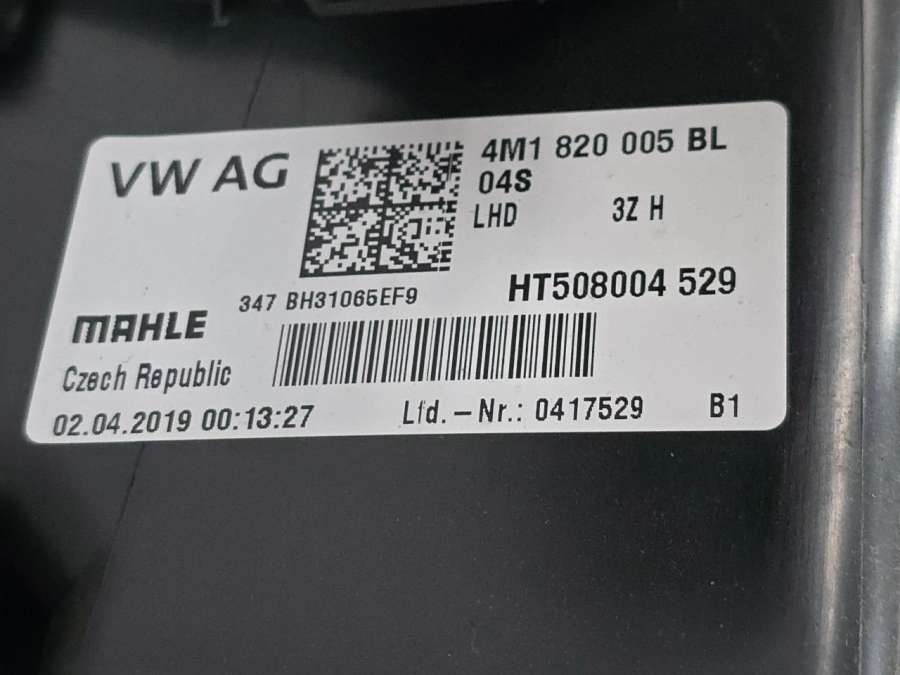 VW AG
4M1 820 005 BL
04S
LHD 3Z H
347 BH31065EF9
HT508004 529
MAHLE
Czech Republic
02.04.2019 00:13:27
Lfd.-Nr.: 0417529
B1